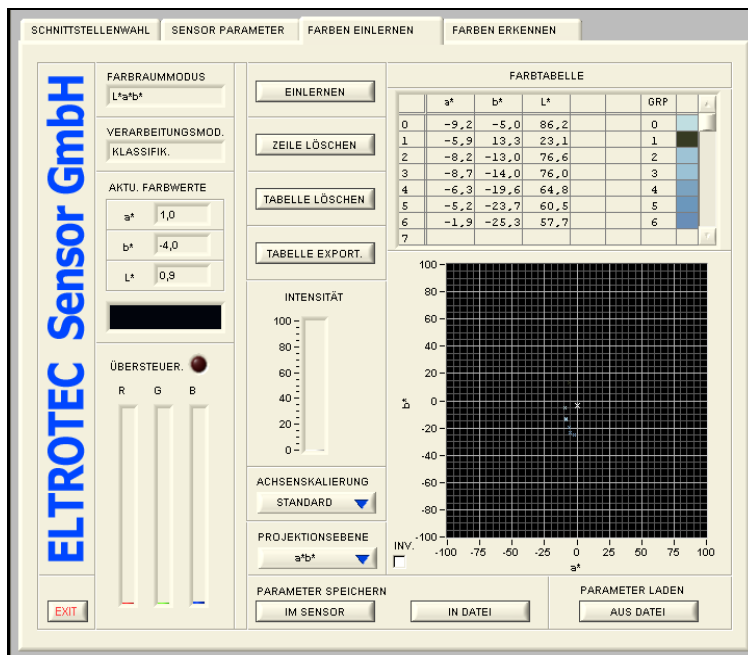 SCHNITTSTELLENWAHL SENSOR PARAMETER FARBEN EINLERNEN FARBEN ERKENNEN
ELTROTEC Sensor GmbH
FARBRAUMMODUS
L*a*b*
VERARBEITUNGSMOD.
KLASSIFIK.
AKTU. FARBWERTE
a* 1,0
b* -4,0
L* 0,9
ÜBERSTEUER.
R G B
EXIT
EINLERNEN
ZEILE LÖSCHEN
TABELLE LÖSCHEN
TABELLE EXPORT.
INTENSITÄT
100
80
60
40
20
0
ACHSENSKALIERUNG
STANDARD
PROJEKTIONSEBENE
a*b*
FARBTABELLE
a* b* L* GRP
0 -9,2 -5,0 86,2 0
1 -5,9 13,3 23,1 1
2 -8,2 -13,0 76,6 2
3 -8,7 -14,0 76,0 3
4 -6,3 -19,6 64,8 4
5 -5,2 -23,7 60,5 5
6 -1,9 -25,3 57,7 6
7
100
80
60
40
20
0
-20
-40
-60
-80
-100
b*
-100 -75 -50 -25 0 25 50 75 100
a*
INV.
PARAMETER SPEICHERN
IM SENSOR
IN DATEI
PARAMETER LADEN
AUS DATEI